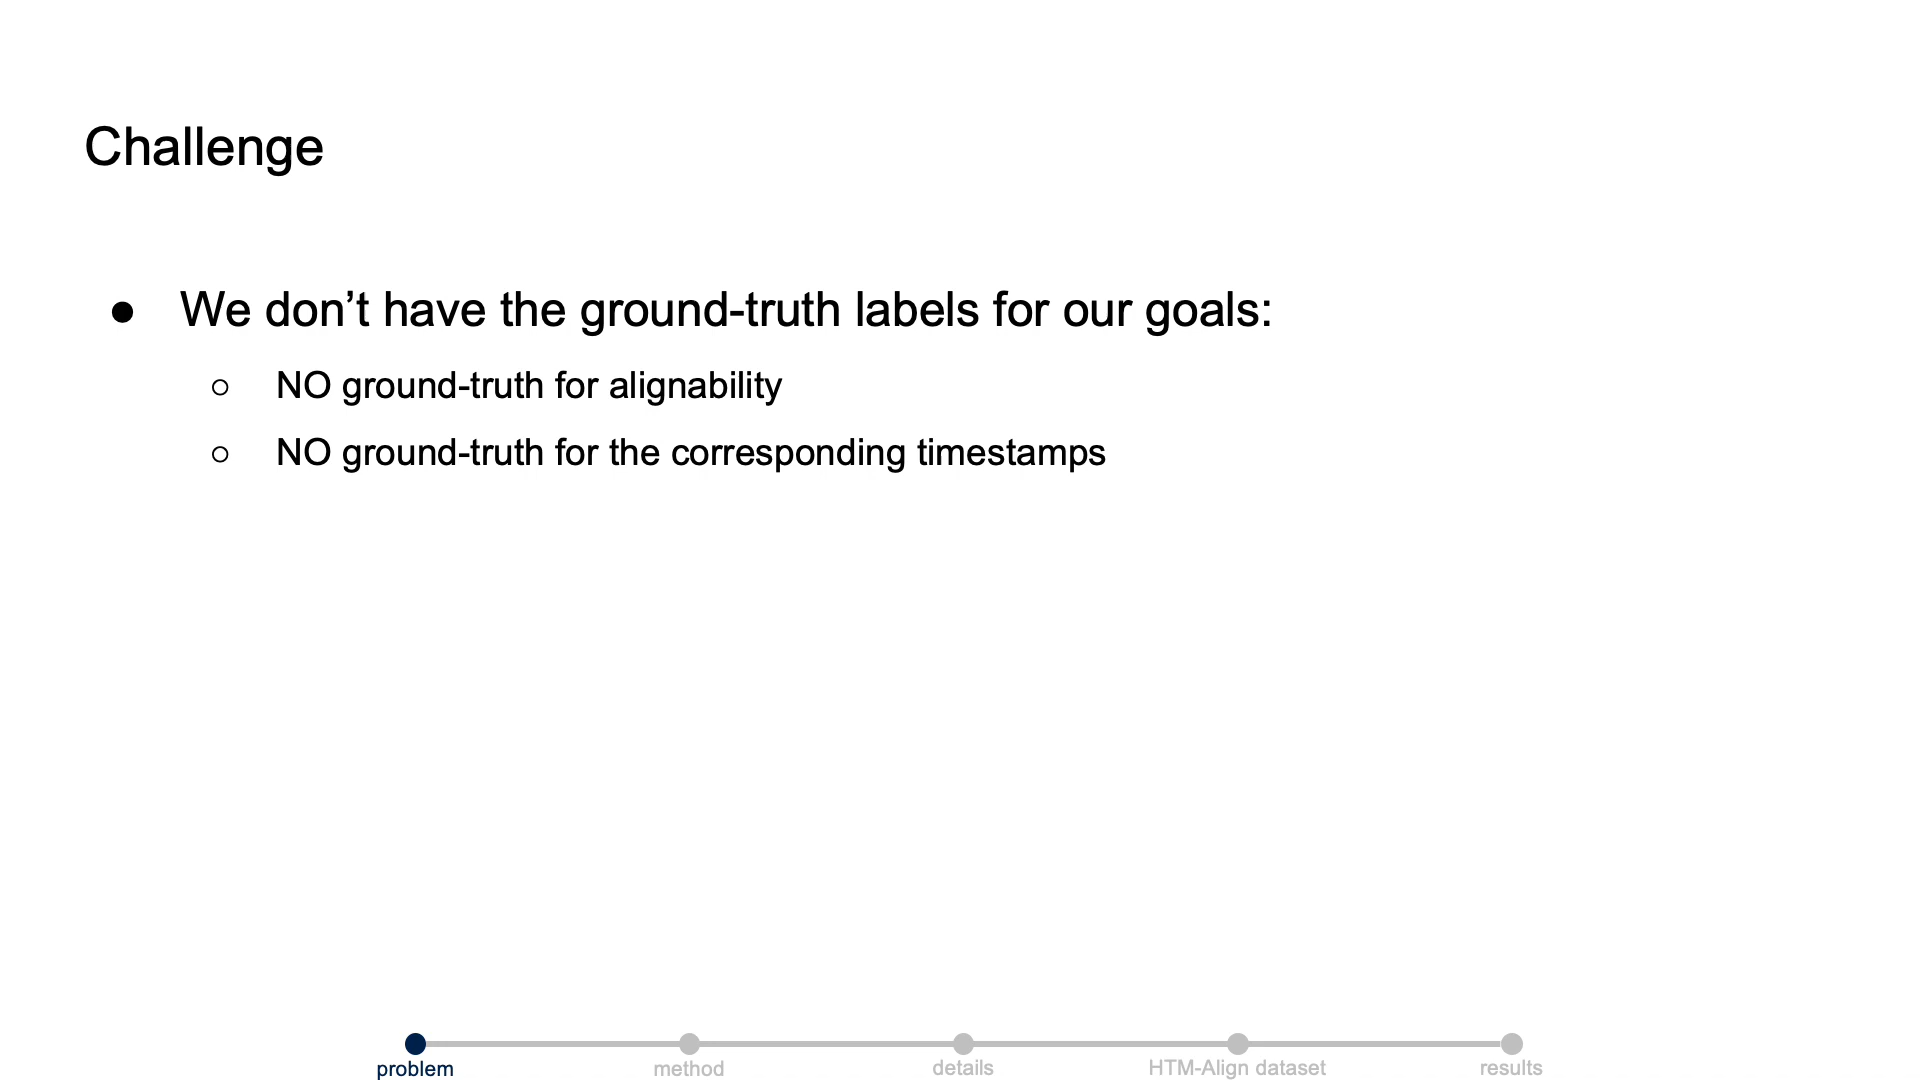 Challenge
● We don’t have the ground-truth labels for our goals:
○ NO ground-truth for alignability
○ NO ground-truth for the corresponding timestamps
problem method details HTM-Align dataset results